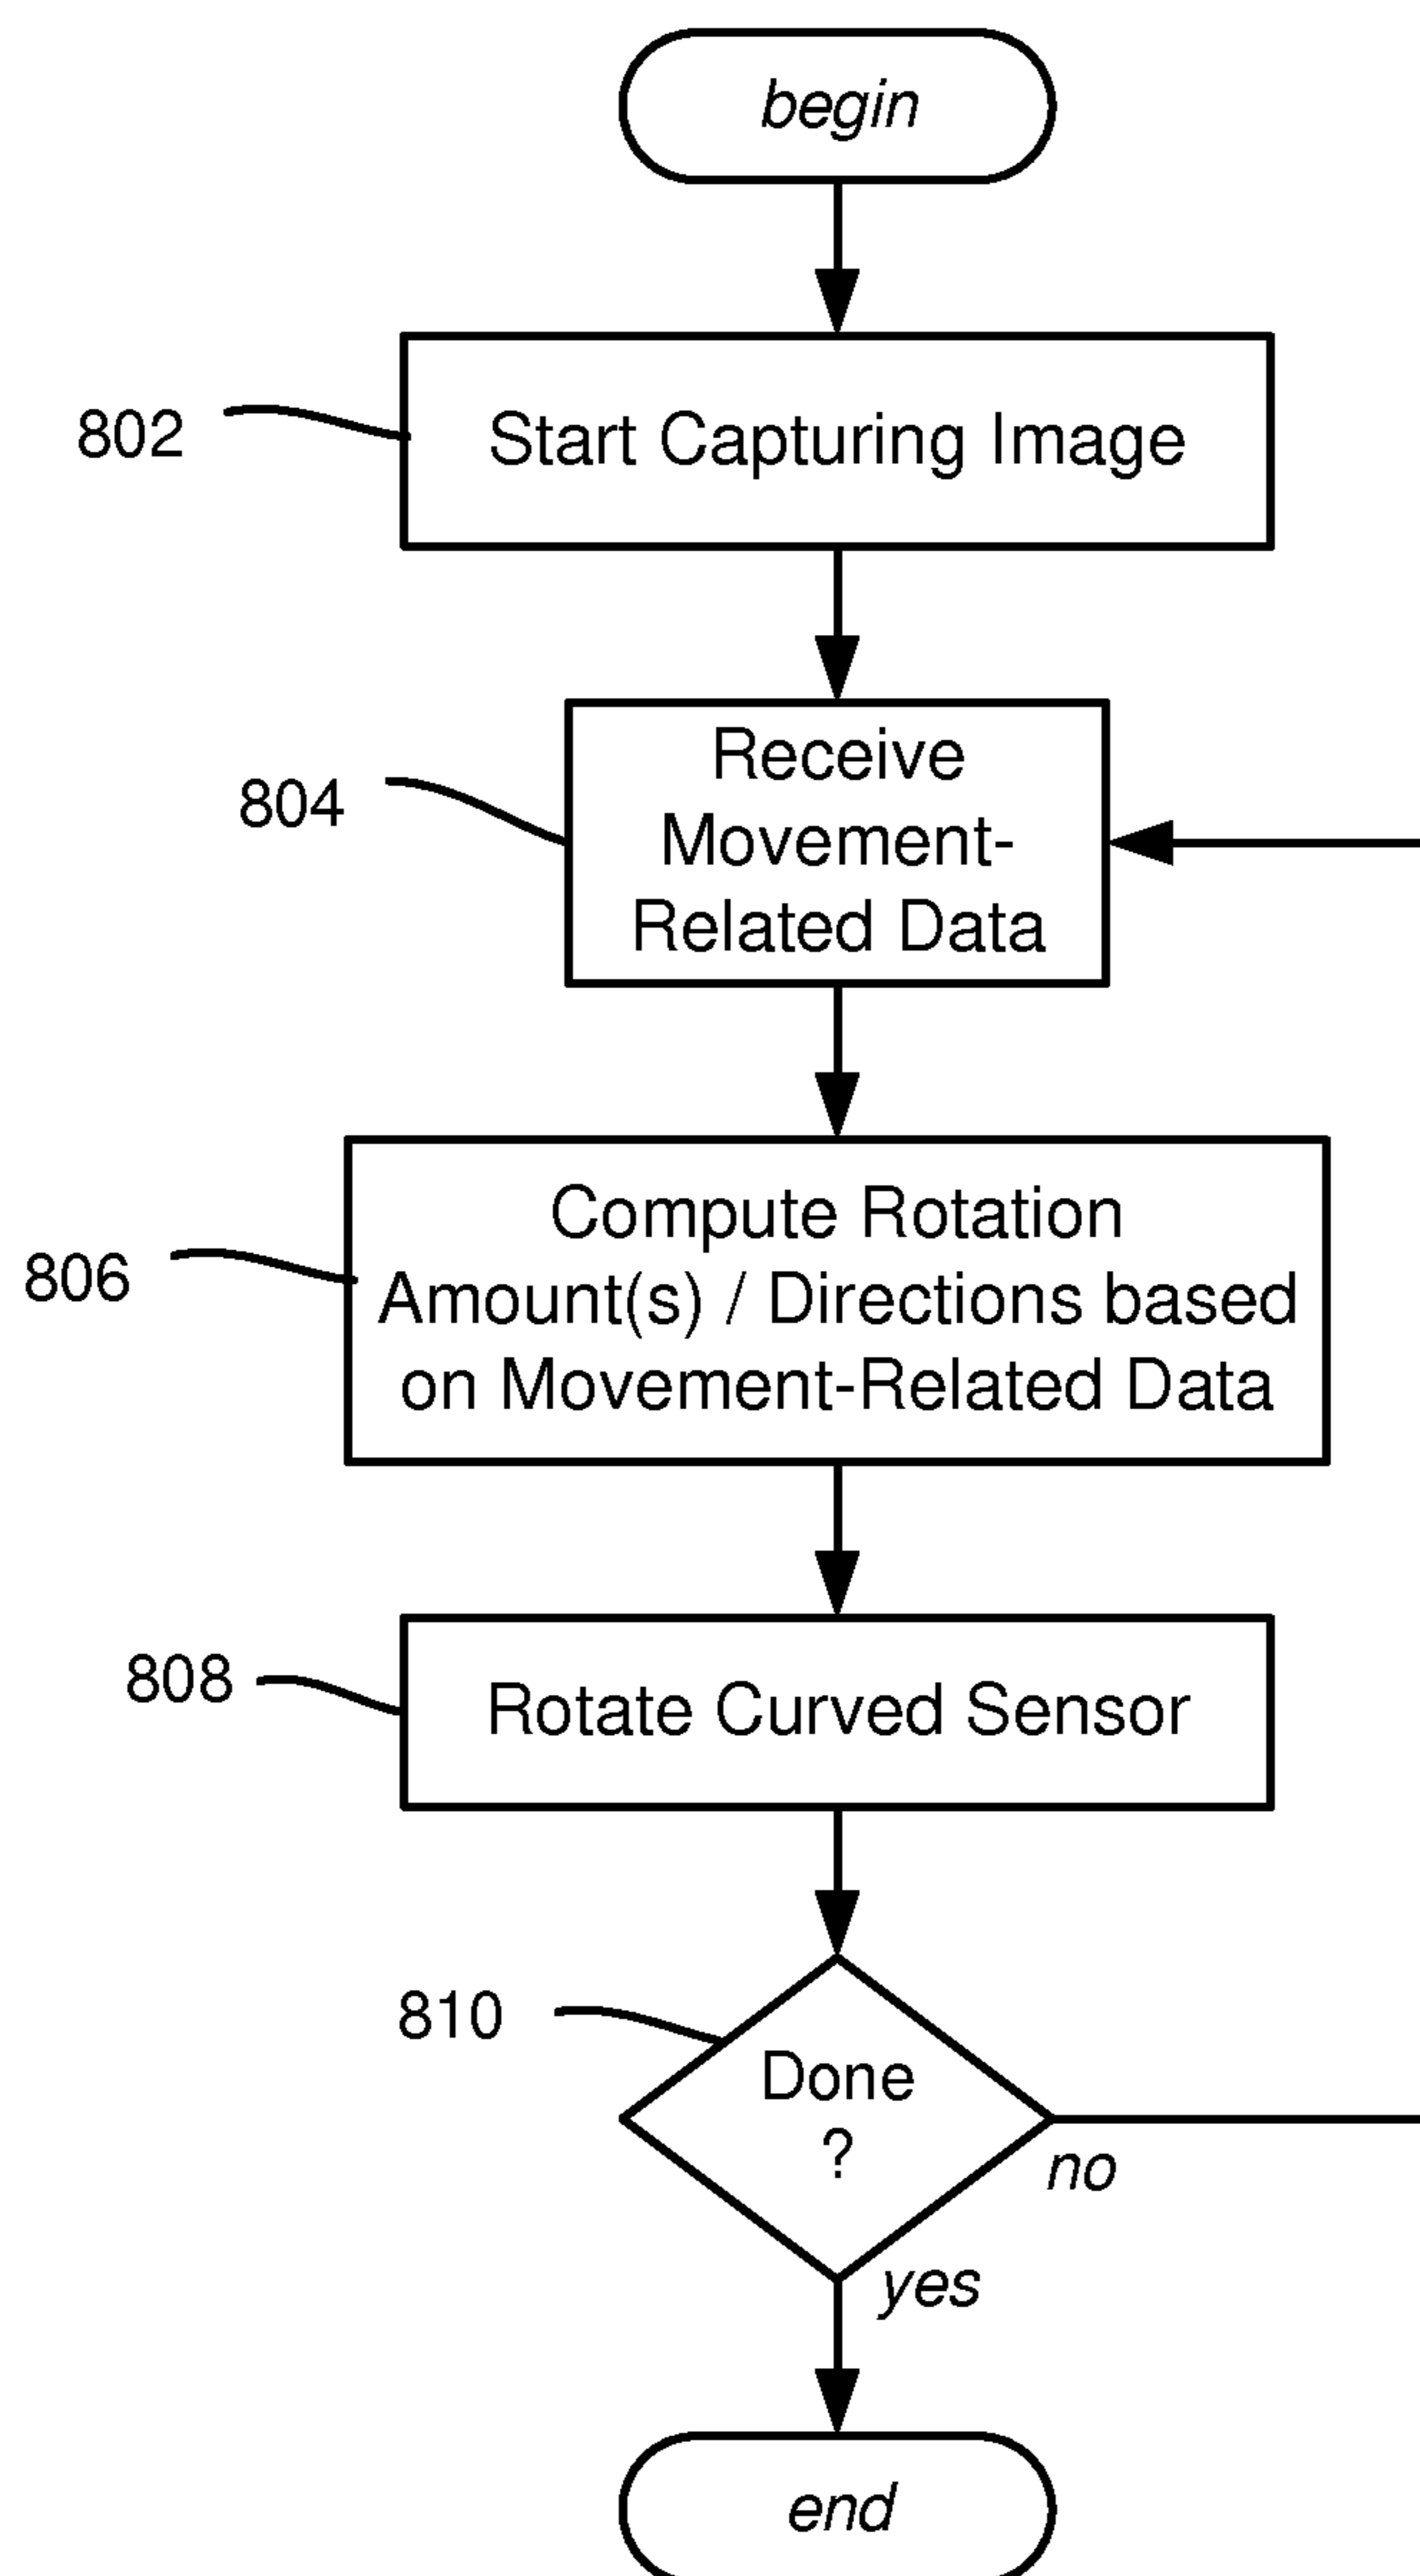 begin
802
Start Capturing Image
804
Receive
Movement-
Related Data
806
Compute Rotation
Amount(s) / Directions based
on Movement-Related Data
808
Rotate Curved Sensor
810
Done
?
no
yes
end